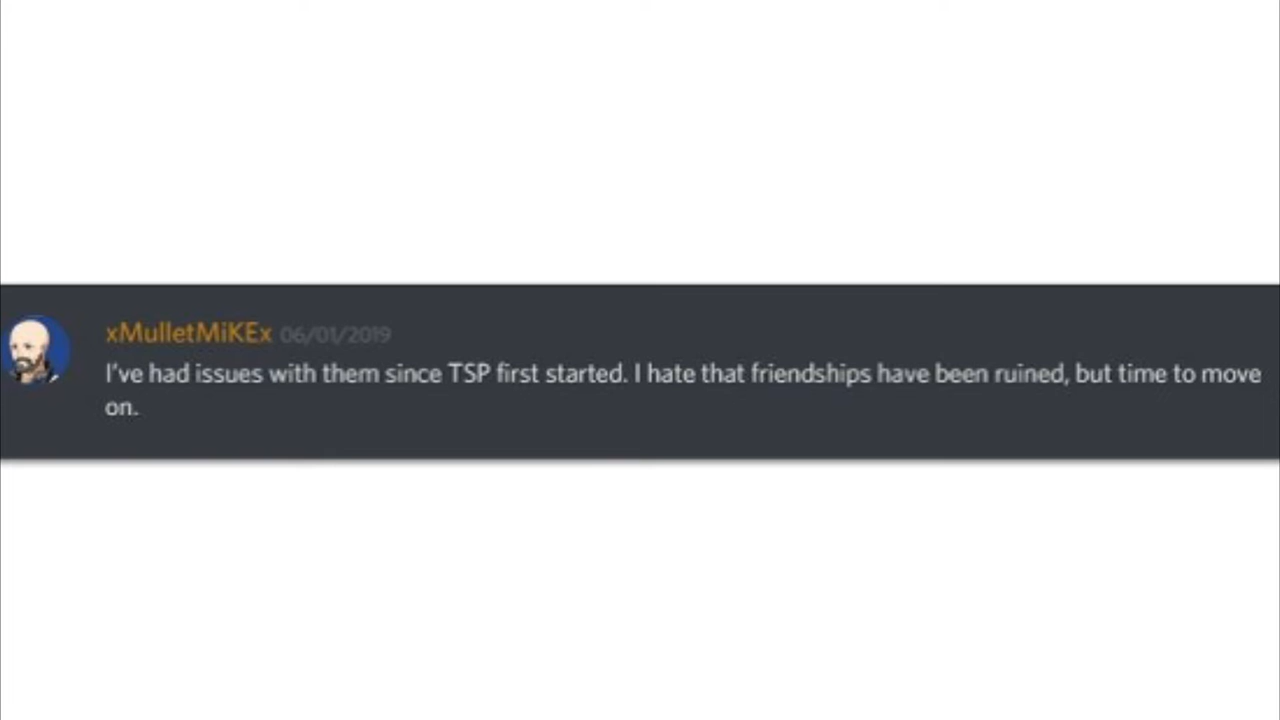 xMulletMiKEx 06/01/2019
I've had issues with them since TSP first started. I hate that friendships have been ruined, but time to move
on.